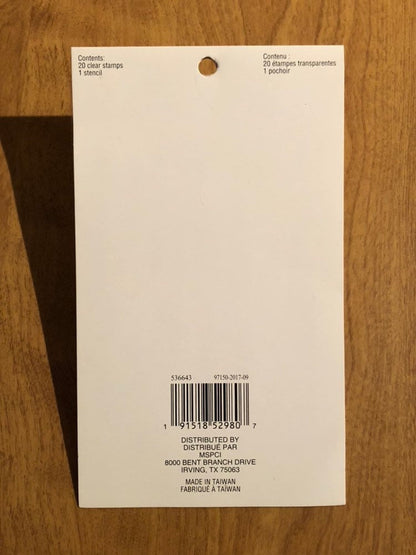 Contents:
20 clear stamps
1 stencil
Contenu :
20 étampes transparentes
1 pochoir
536643 97150-2017-09
1 91518 52980 7
DISTRIBUTED BY
DISTRIBUÉ PAR
MSPCI
8000 BENT BRANCH DRIVE
IRVING, TX 75063
MADE IN TAIWAN
FABRIQUÉ À TAÏWAN